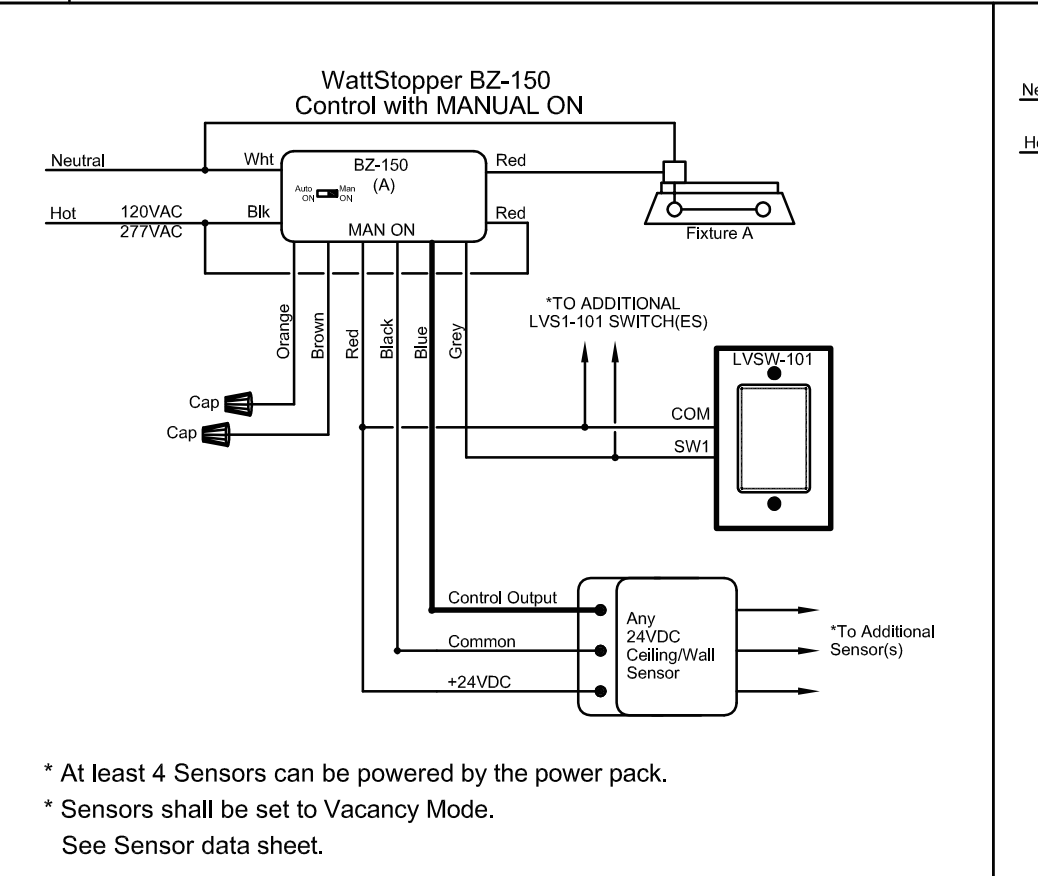 WattStopper BZ-150
Control with MANUAL ON
Neutral
Wht
BZ-150
(A)
Auto
ON
Man
ON
Red
Hot
120VAC
277VAC
Blk
MAN ON
Red
Fixture A
Orange
Brown
Red
Black
Blue
Grey
*TO ADDITIONAL
LVS1-101 SWITCH(ES)
LVSW-101
Cap
Cap
COM
SW1
Control Output
Common
+24VDC
Any
24VDC
Ceiling/Wall
Sensor
*To Additional
Sensor(s)
* At least 4 Sensors can be powered by the power pack.
* Sensors shall be set to Vacancy Mode.
See Sensor data sheet.